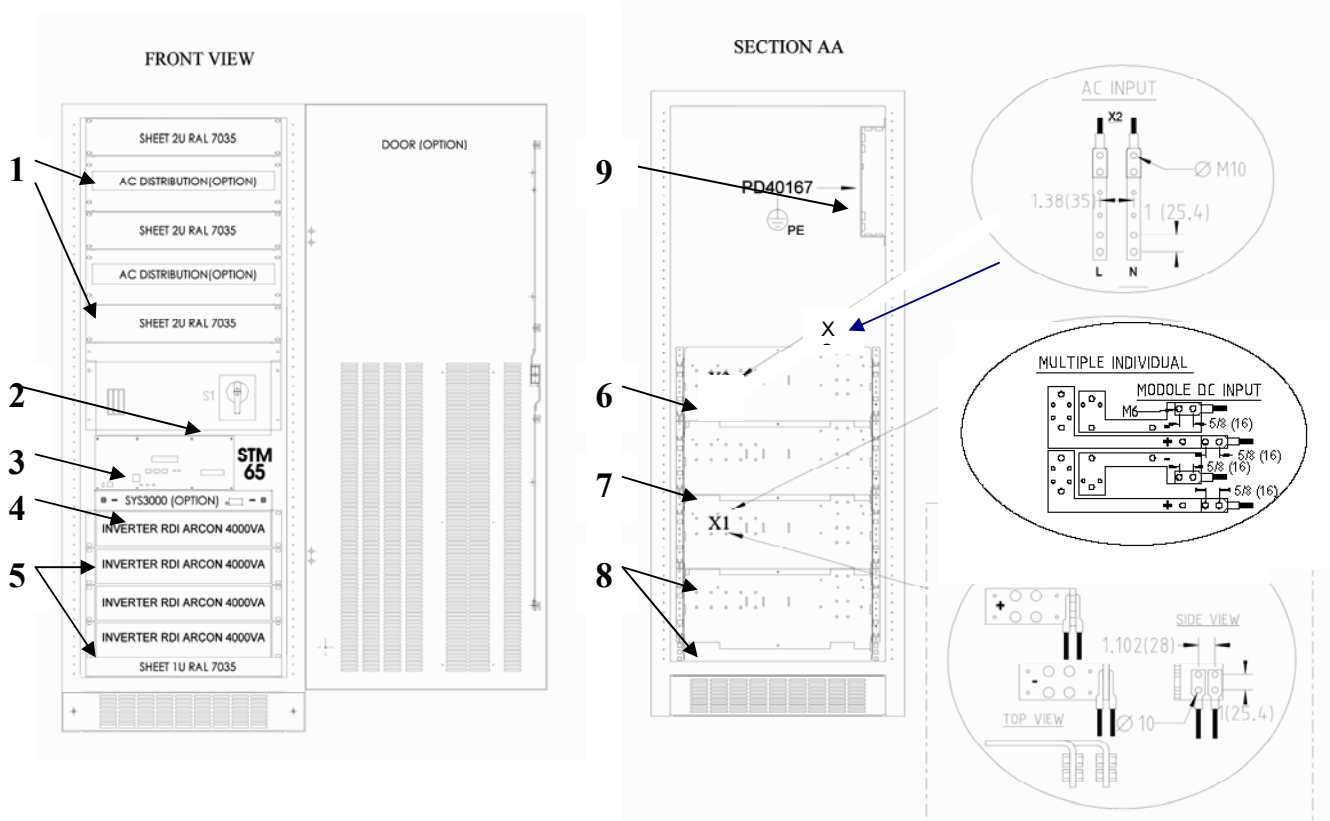 FRONT VIEW
SHEET 2U RAL 7035
AC DISTRIBUTION(OPTION)
SHEET 2U RAL 7035
AC DISTRIBUTION(OPTION)
SHEET 2U RAL 7035
S1
STM
65
SYS3000 (OPTION)
INVERTER RDI ARCON 4000VA
INVERTER RDI ARCON 4000VA
INVERTER RDI ARCON 4000VA
INVERTER RDI ARCON 4000VA
SHEET 1U RAL 7035
DOOR (OPTION)
1
2
3
4
5
SECTION AA
PD40167
PE
X
X1
6
7
8
9
AC INPUT
X2
Ø M10
1.38(35)
1 (25.4)
L N
MULTIPLE INDIVIDUAL
MODOLE DC INPUT
M6
-
5/8 (16)
+
5/8 (16)
-
5/8 (16)
5/8 (16)
+
+
SIDE VIEW
1.102(28)
-
1(25.4)
TOP VIEW
Ø 10